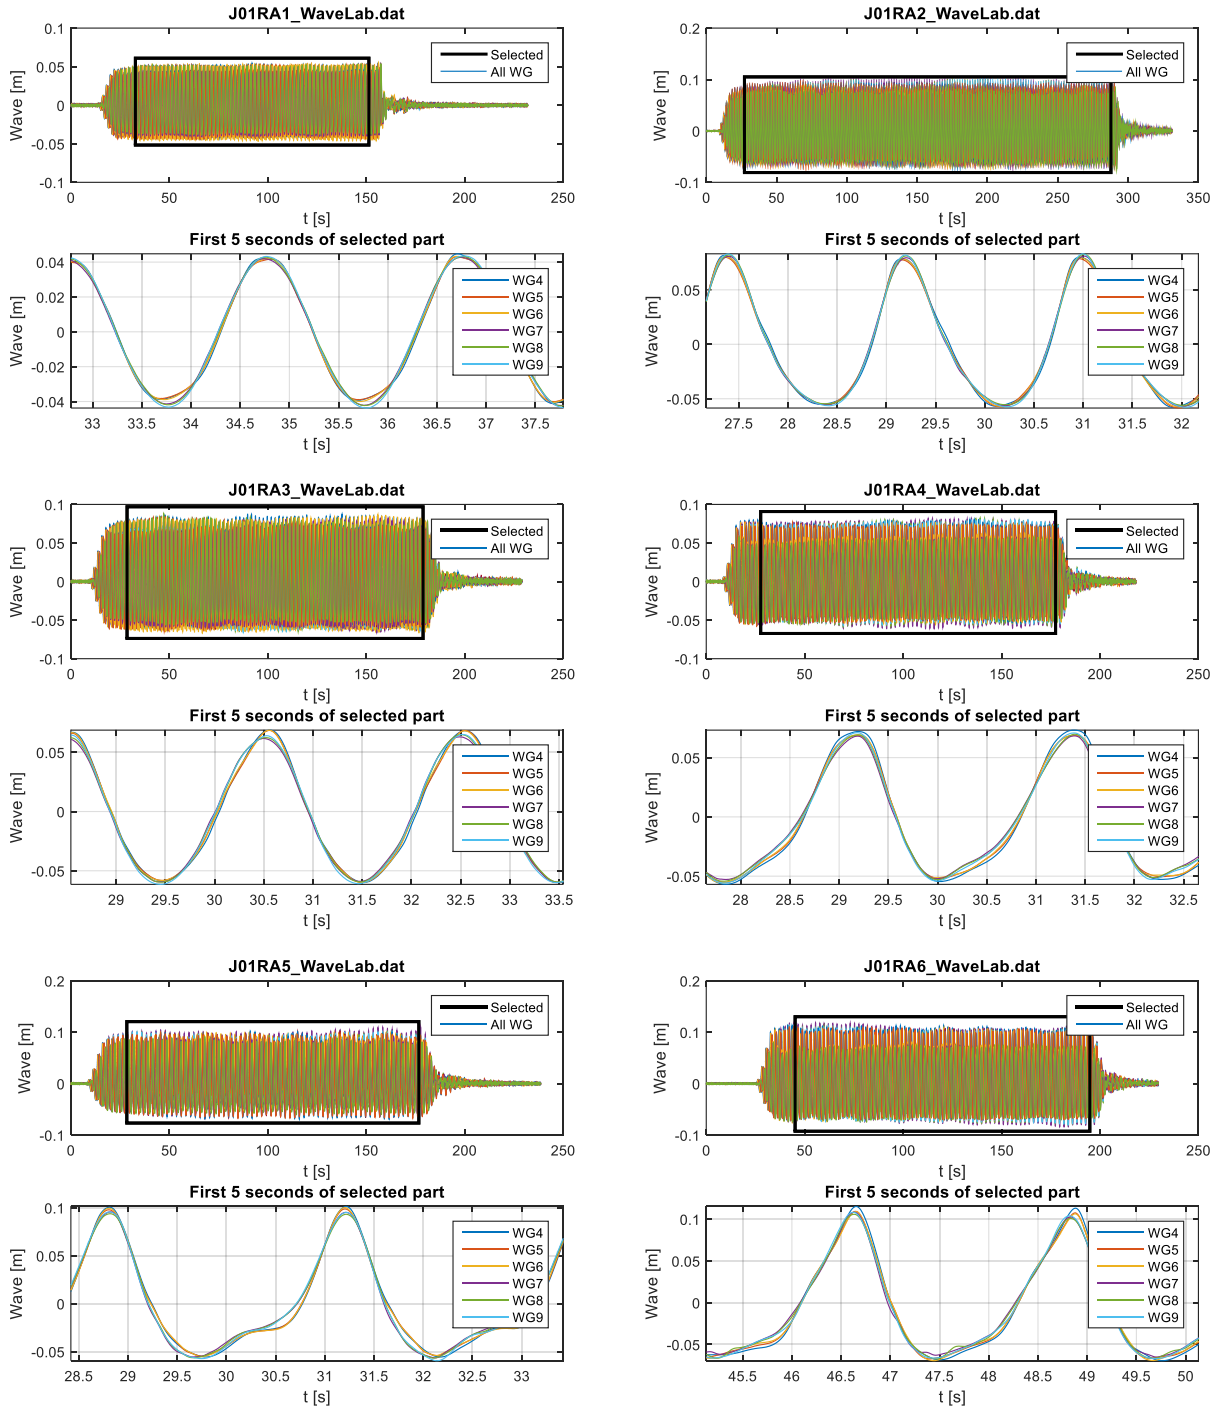 J01RA1_WaveLab.dat
Wave [m]
0.1
0.05
0
-0.05
-0.1
Selected
All WG
0 50 100 150 200 250
t [s]
First 5 seconds of selected part
Wave [m]
0.04
0.02
0
-0.02
-0.04
WG4
WG5
WG6
WG7
WG8
WG9
33 33.5 34 34.5 35 35.5 36 36.5 37 37.5
t [s]
J01RA2_WaveLab.dat
Wave [m]
0.2
0.1
0
-0.1
Selected
All WG
0 50 100 150 200 250 300 350
t [s]
First 5 seconds of selected part
Wave [m]
0.05
0
-0.05
WG4
WG5
WG6
WG7
WG8
WG9
27.5 28 28.5 29 29.5 30 30.5 31 31.5 32
t [s]
J01RA3_WaveLab.dat
Wave [m]
0.1
0.05
0
-0.05
-0.1
Selected
All WG
0 50 100 150 200 250
t [s]
First 5 seconds of selected part
Wave [m]
0.05
0
-0.05
WG4
WG5
WG6
WG7
WG8
WG9
29 29.5 30 30.5 31 31.5 32 32.5 33 33.5
t [s]
J01RA4_WaveLab.dat
Wave [m]
0.1
0.05
0
-0.05
-0.1
Selected
All WG
0 50 100 150 200 250
t [s]
First 5 seconds of selected part
Wave [m]
0.05
0
-0.05
WG4
WG5
WG6
WG7
WG8
WG9
28 28.5 29 29.5 30 30.5 31 31.5 32 32.5
t [s]
J01RA5_WaveLab.dat
Wave [m]
0.2
0.1
0
-0.1
Selected
All WG
0 50 100 150 200 250
t [s]
First 5 seconds of selected part
Wave [m]
0.1
0.05
0
-0.05
WG4
WG5
WG6
WG7
WG8
WG9
28.5 29 29.5 30 30.5 31 31.5 32 32.5 33
t [s]
J01RA6_WaveLab.dat
Wave [m]
0.2
0.1
0
-0.1
Selected
All WG
0 50 100 150 200 250
t [s]
First 5 seconds of selected part
Wave [m]
0.1
0.05
0
-0.05
WG4
WG5
WG6
WG7
WG8
WG9
45.5 46 46.5 47 47.5 48 48.5 49 49.5 50
t [s]